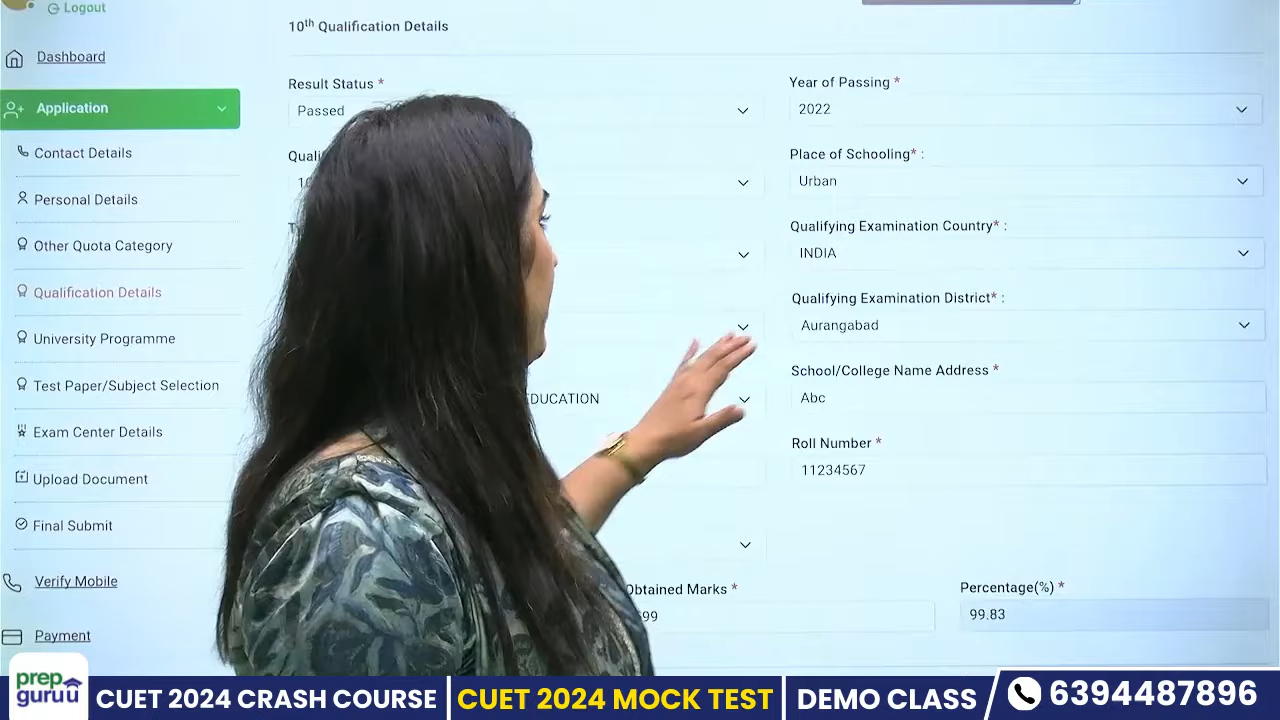 Logout
10th Qualification Details
Dashboard
Result Status *
Year of Passing *
Application
Passed
2022
Contact Details
Place of Schooling* :
Urban
Personal Details
Qualifying Examination Country* :
Other Quota Category
INDIA
Qualification Details
Qualifying Examination District* :
Aurangabad
University Programme
School/College Name Address *
Test Paper/Subject Selection
Abc
Exam Center Details
Roll Number *
11234567
Upload Document
Final Submit
Verify Mobile
Obtained Marks *
Percentage(%) *
99.83
Payment
prep
guru
CUET 2024 CRASH COURSE
CUET 2024 MOCK TEST
DEMO CLASS
6394487896